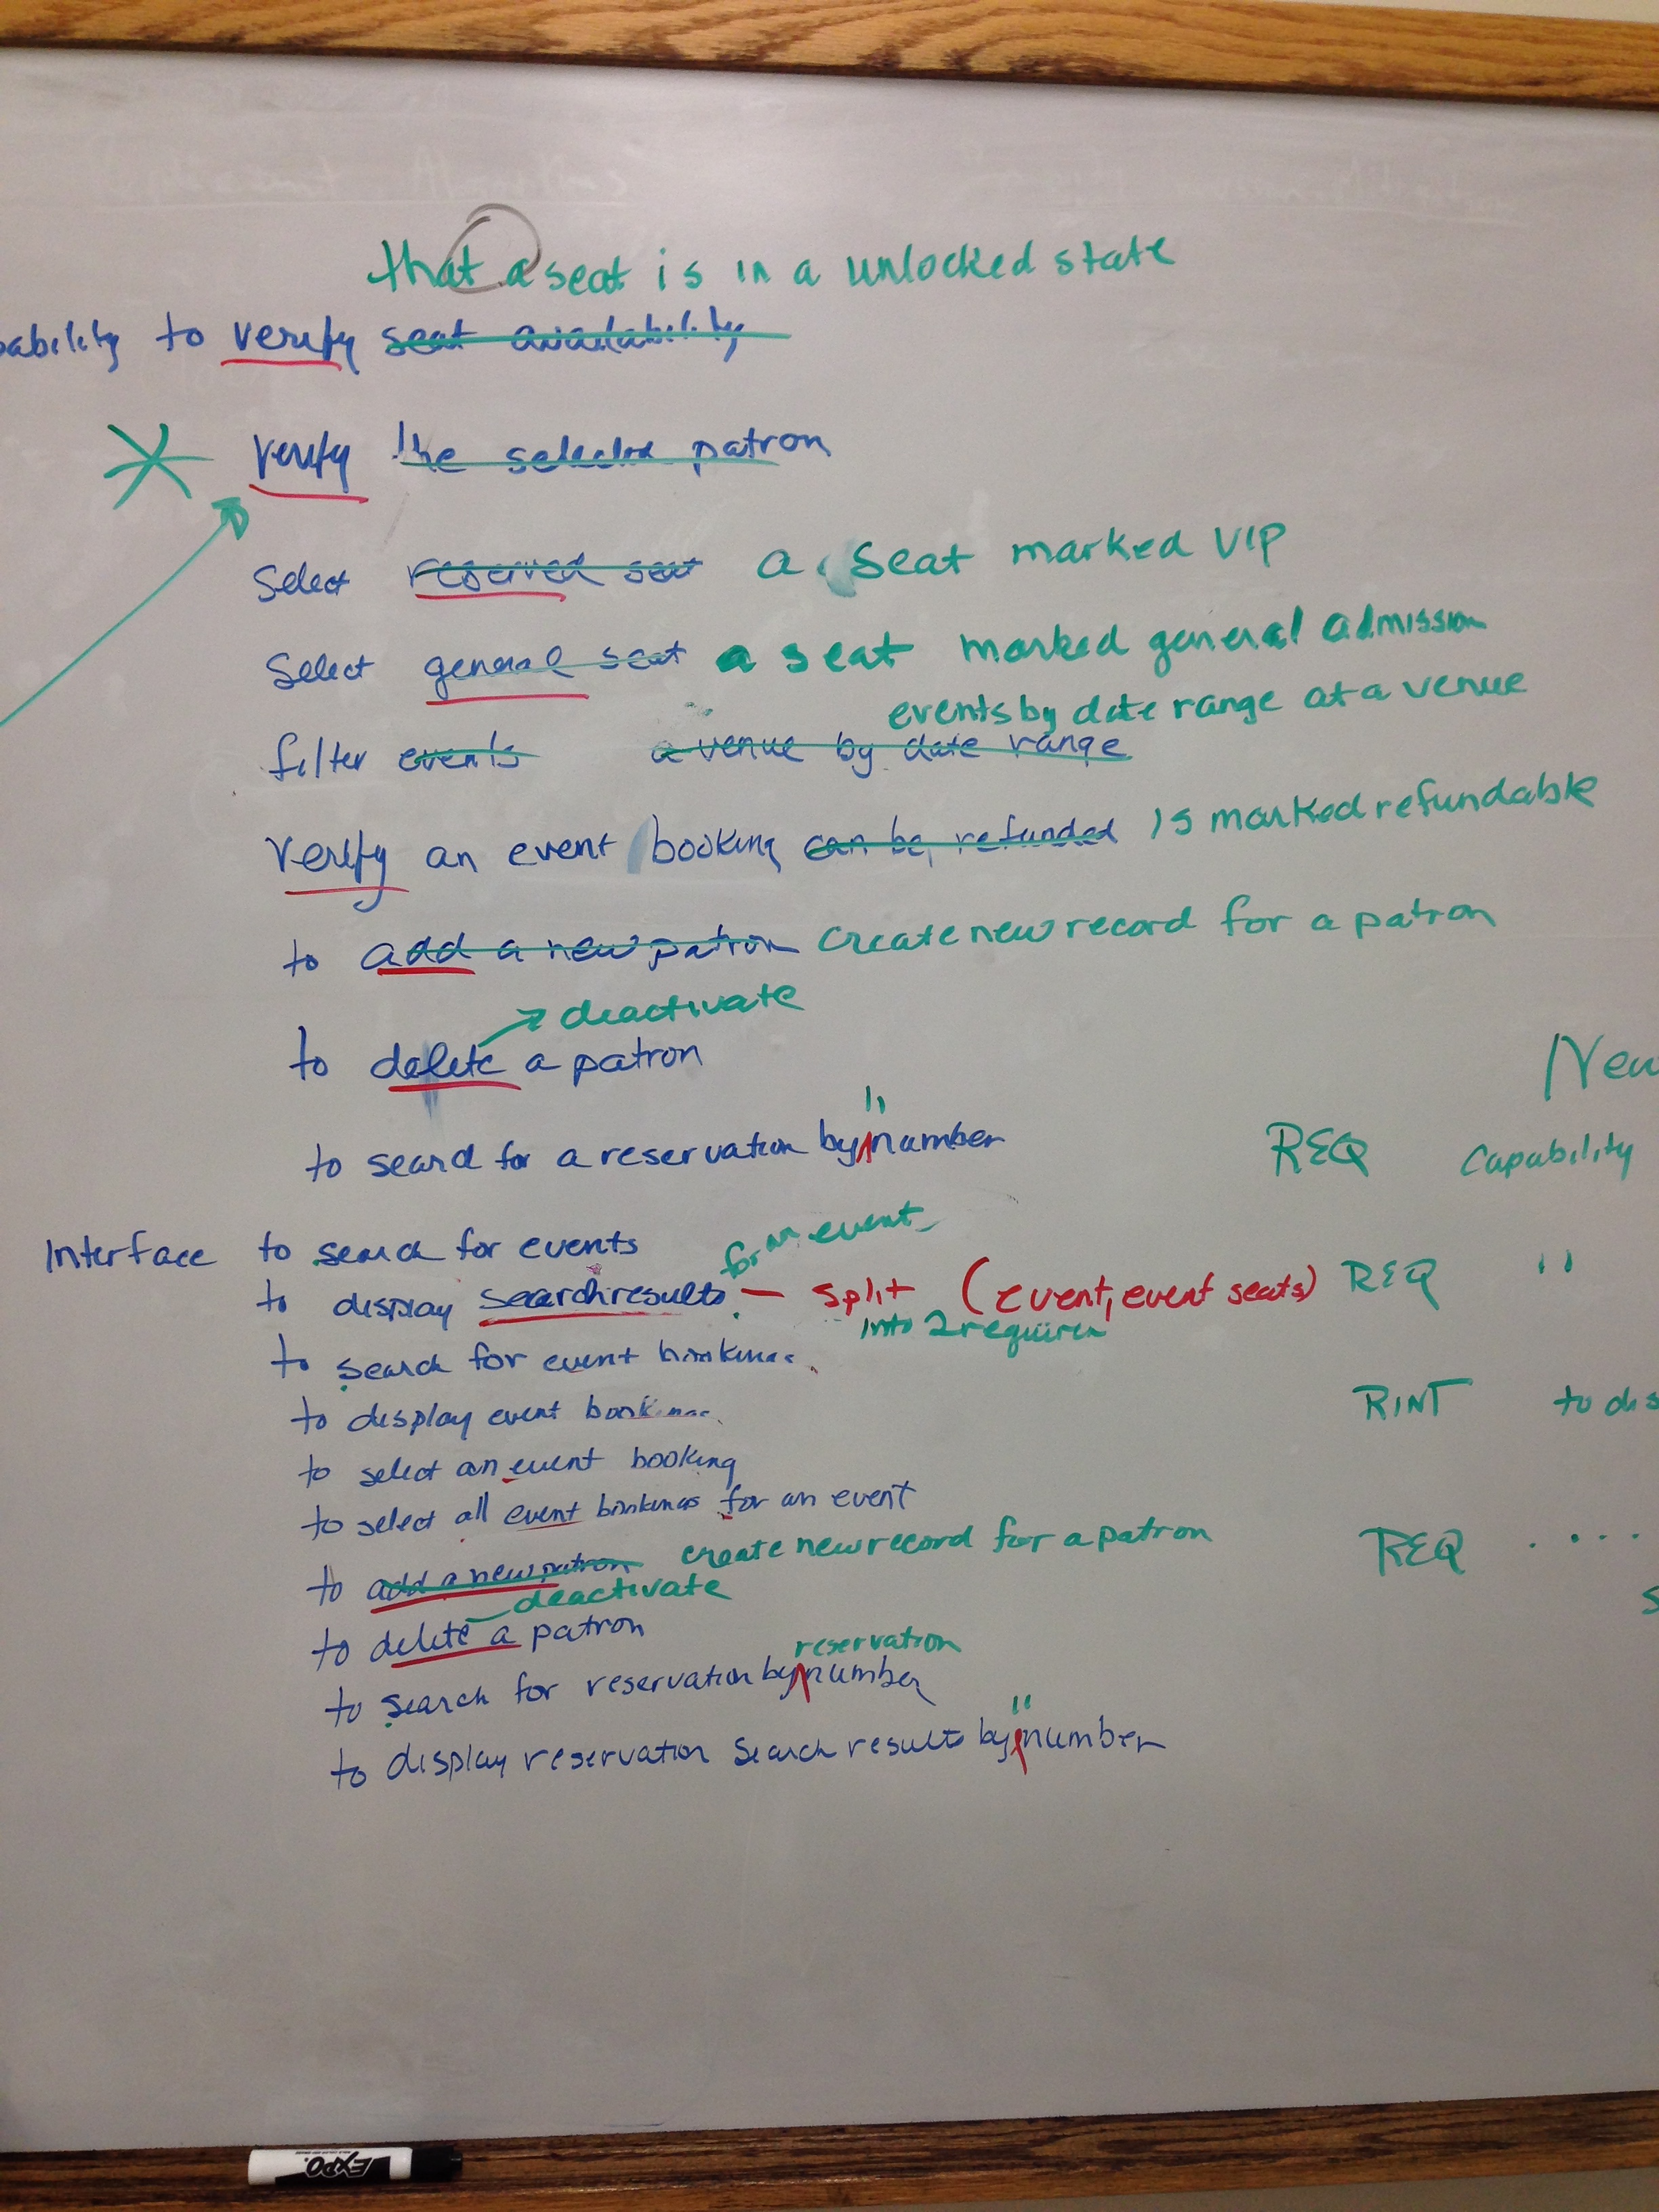 that a seat is in a unlocked state
ability to verify seat availability
Verify the selected patron
Select reserved seat a seat marked VIP
Select general seat a seat marked general admission
events by date range at a venue
filter events a venue by date range
Verify an event booking can be refunded is marked refundable
to add a new patron create new record for a patron
deactivate
to delete a patron
New
"
to search for a reservation by number
REQ Capability
for an event
Interface to search for events
to display search results - split (event, event seats) REQ "
into 2 requirem
to search for event bookings
RINT to dis
to display event bookings
to select an event booking
to select all event bookings for an event
to add a new patron create new record for a patron REQ ....
deactivate
to delete a patron
reservation
to search for reservation by number
"
to display reservation search results by number
EXPO